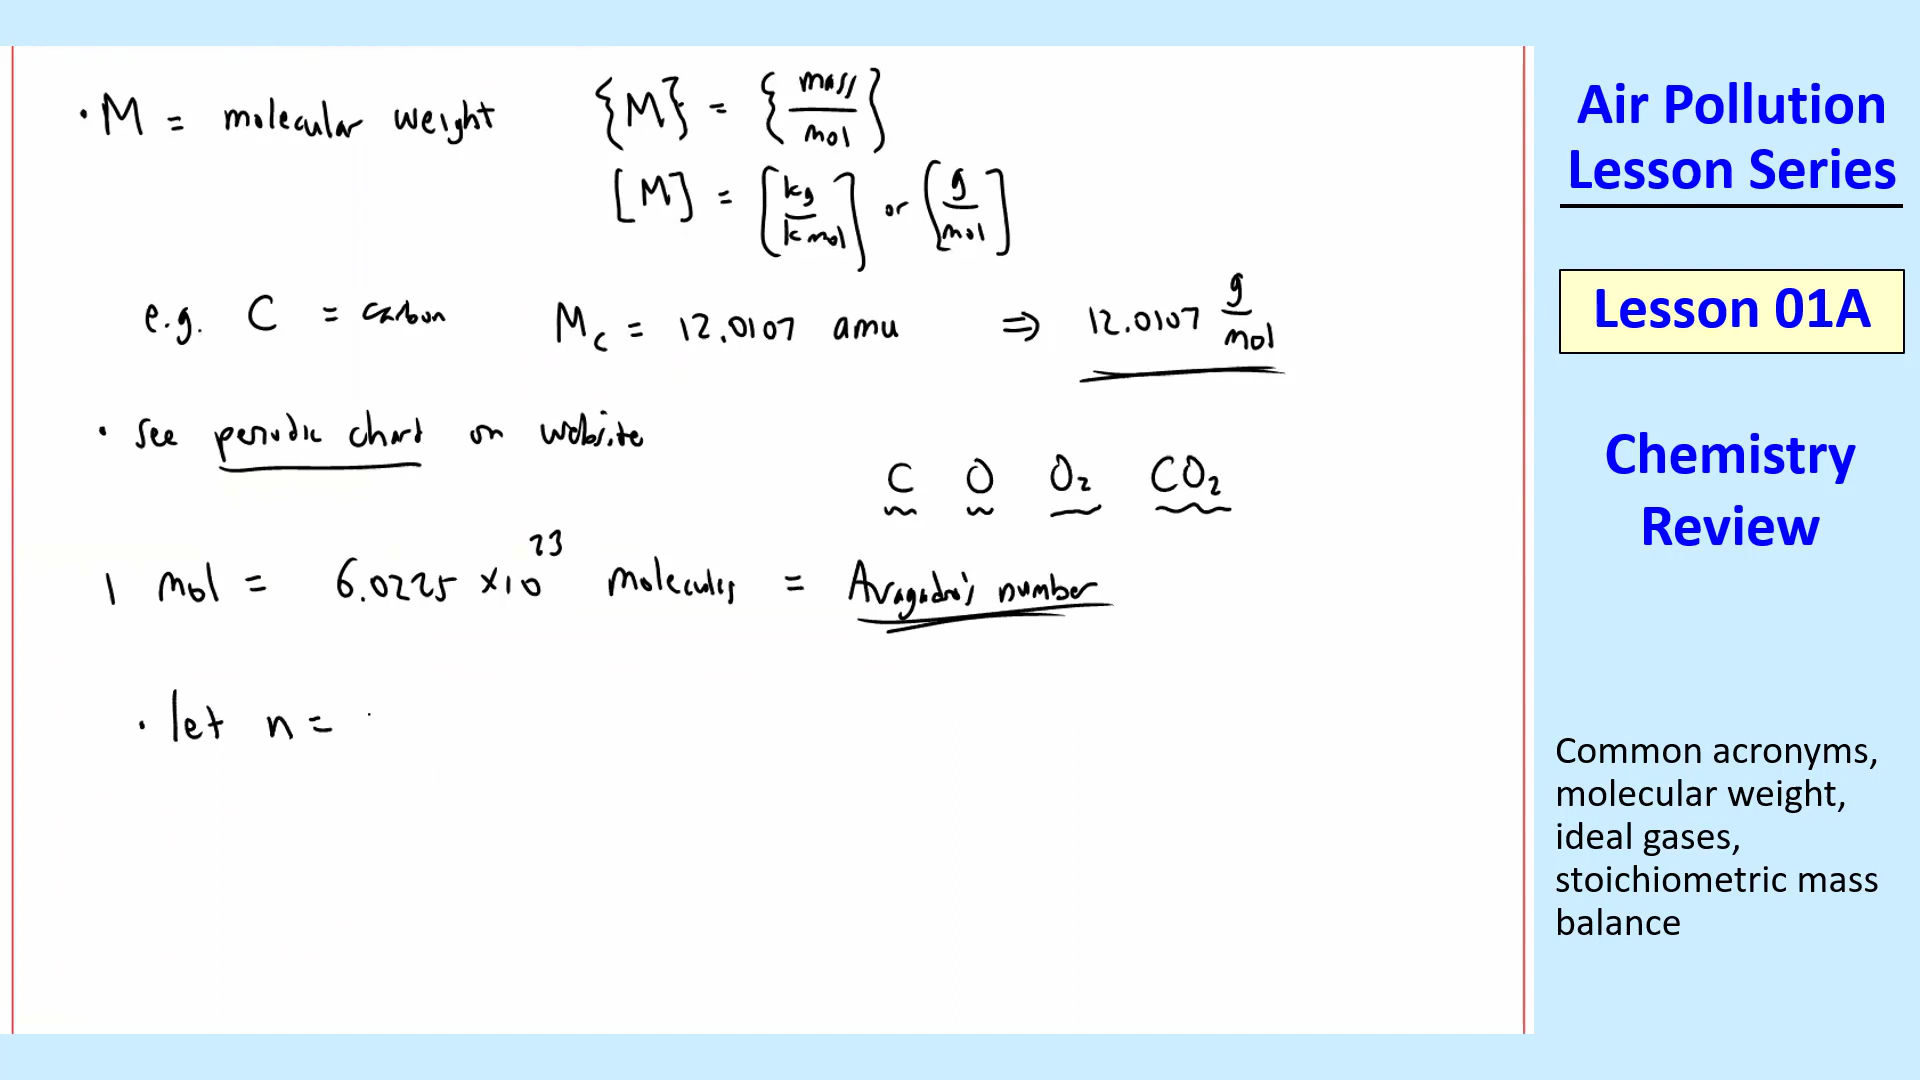 · M = molecular weight {M} = {mass/mol}
[M] = [kg/kmol] or [g/mol]
e.g. C = carbon M_C = 12.0107 amu ⇒ 12.0107 g/mol
· see periodic chart on website
C O O₂ CO₂
1 mol = 6.0225 ×10²³ molecules = Avagadro's number
· let n =
Air Pollution
Lesson Series
Lesson 01A
Chemistry
Review
Common acronyms,
molecular weight,
ideal gases,
stoichiometric mass
balance